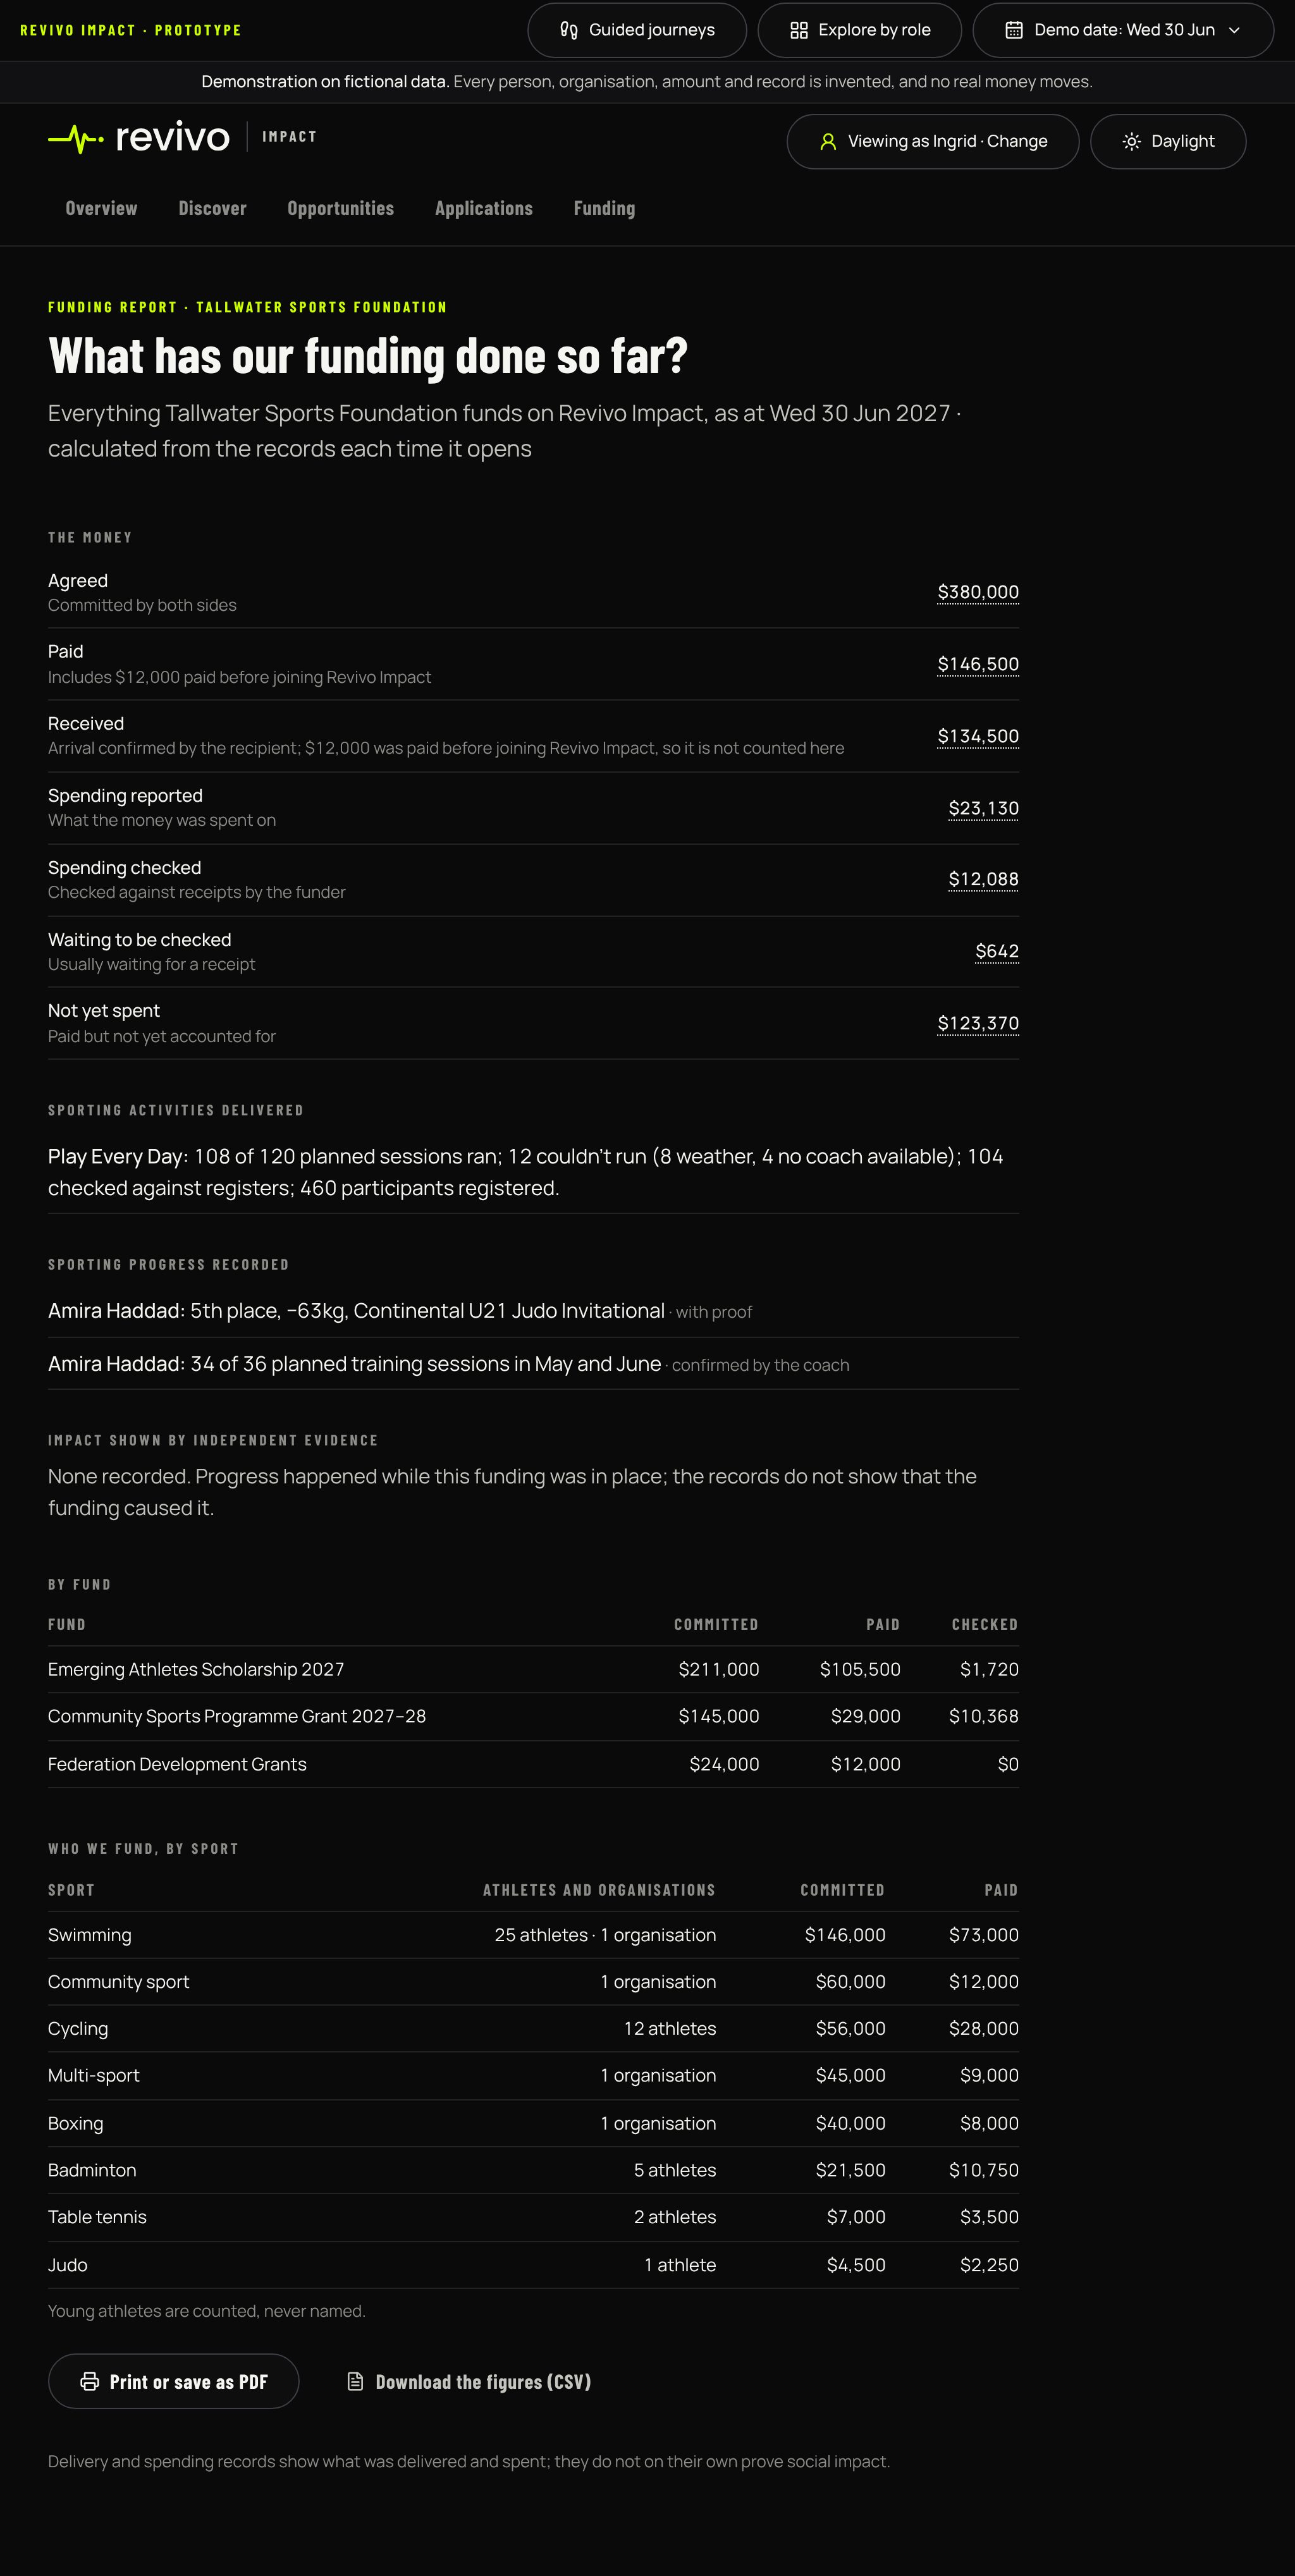 REVIVO IMPACT · PROTOTYPE
Guided journeys
Explore by role
Demo date: Wed 30 Jun
Demonstration on fictional data. Every person, organisation, amount and record is invented, and no real money moves.
revivo IMPACT
Viewing as Ingrid · Change
Daylight
Overview Discover Opportunities Applications Funding
FUNDING REPORT · TALLWATER SPORTS FOUNDATION
What has our funding done so far?
Everything Tallwater Sports Foundation funds on Revivo Impact, as at Wed 30 Jun 2027 ·
calculated from the records each time it opens
THE MONEY
Agreed
Committed by both sides
$380,000
Paid
Includes $12,000 paid before joining Revivo Impact
$146,500
Received
Arrival confirmed by the recipient; $12,000 was paid before joining Revivo Impact, so it is not counted here
$134,500
Spending reported
What the money was spent on
$23,130
Spending checked
Checked against receipts by the funder
$12,088
Waiting to be checked
Usually waiting for a receipt
$642
Not yet spent
Paid but not yet accounted for
$123,370
SPORTING ACTIVITIES DELIVERED
Play Every Day: 108 of 120 planned sessions ran; 12 couldn’t run (8 weather, 4 no coach available); 104
checked against registers; 460 participants registered.
SPORTING PROGRESS RECORDED
Amira Haddad: 5th place, −63kg, Continental U21 Judo Invitational · with proof
Amira Haddad: 34 of 36 planned training sessions in May and June · confirmed by the coach
IMPACT SHOWN BY INDEPENDENT EVIDENCE
None recorded. Progress happened while this funding was in place; the records do not show that the
funding caused it.
BY FUND
FUND COMMITTED PAID CHECKED
Emerging Athletes Scholarship 2027 $211,000 $105,500 $1,720
Community Sports Programme Grant 2027–28 $145,000 $29,000 $10,368
Federation Development Grants $24,000 $12,000 $0
WHO WE FUND, BY SPORT
SPORT ATHLETES AND ORGANISATIONS COMMITTED PAID
Swimming 25 athletes · 1 organisation $146,000 $73,000
Community sport 1 organisation $60,000 $12,000
Cycling 12 athletes $56,000 $28,000
Multi-sport 1 organisation $45,000 $9,000
Boxing 1 organisation $40,000 $8,000
Badminton 5 athletes $21,500 $10,750
Table tennis 2 athletes $7,000 $3,500
Judo 1 athlete $4,500 $2,250
Young athletes are counted, never named.
Print or save as PDF
Download the figures (CSV)
Delivery and spending records show what was delivered and spent; they do not on their own prove social impact.